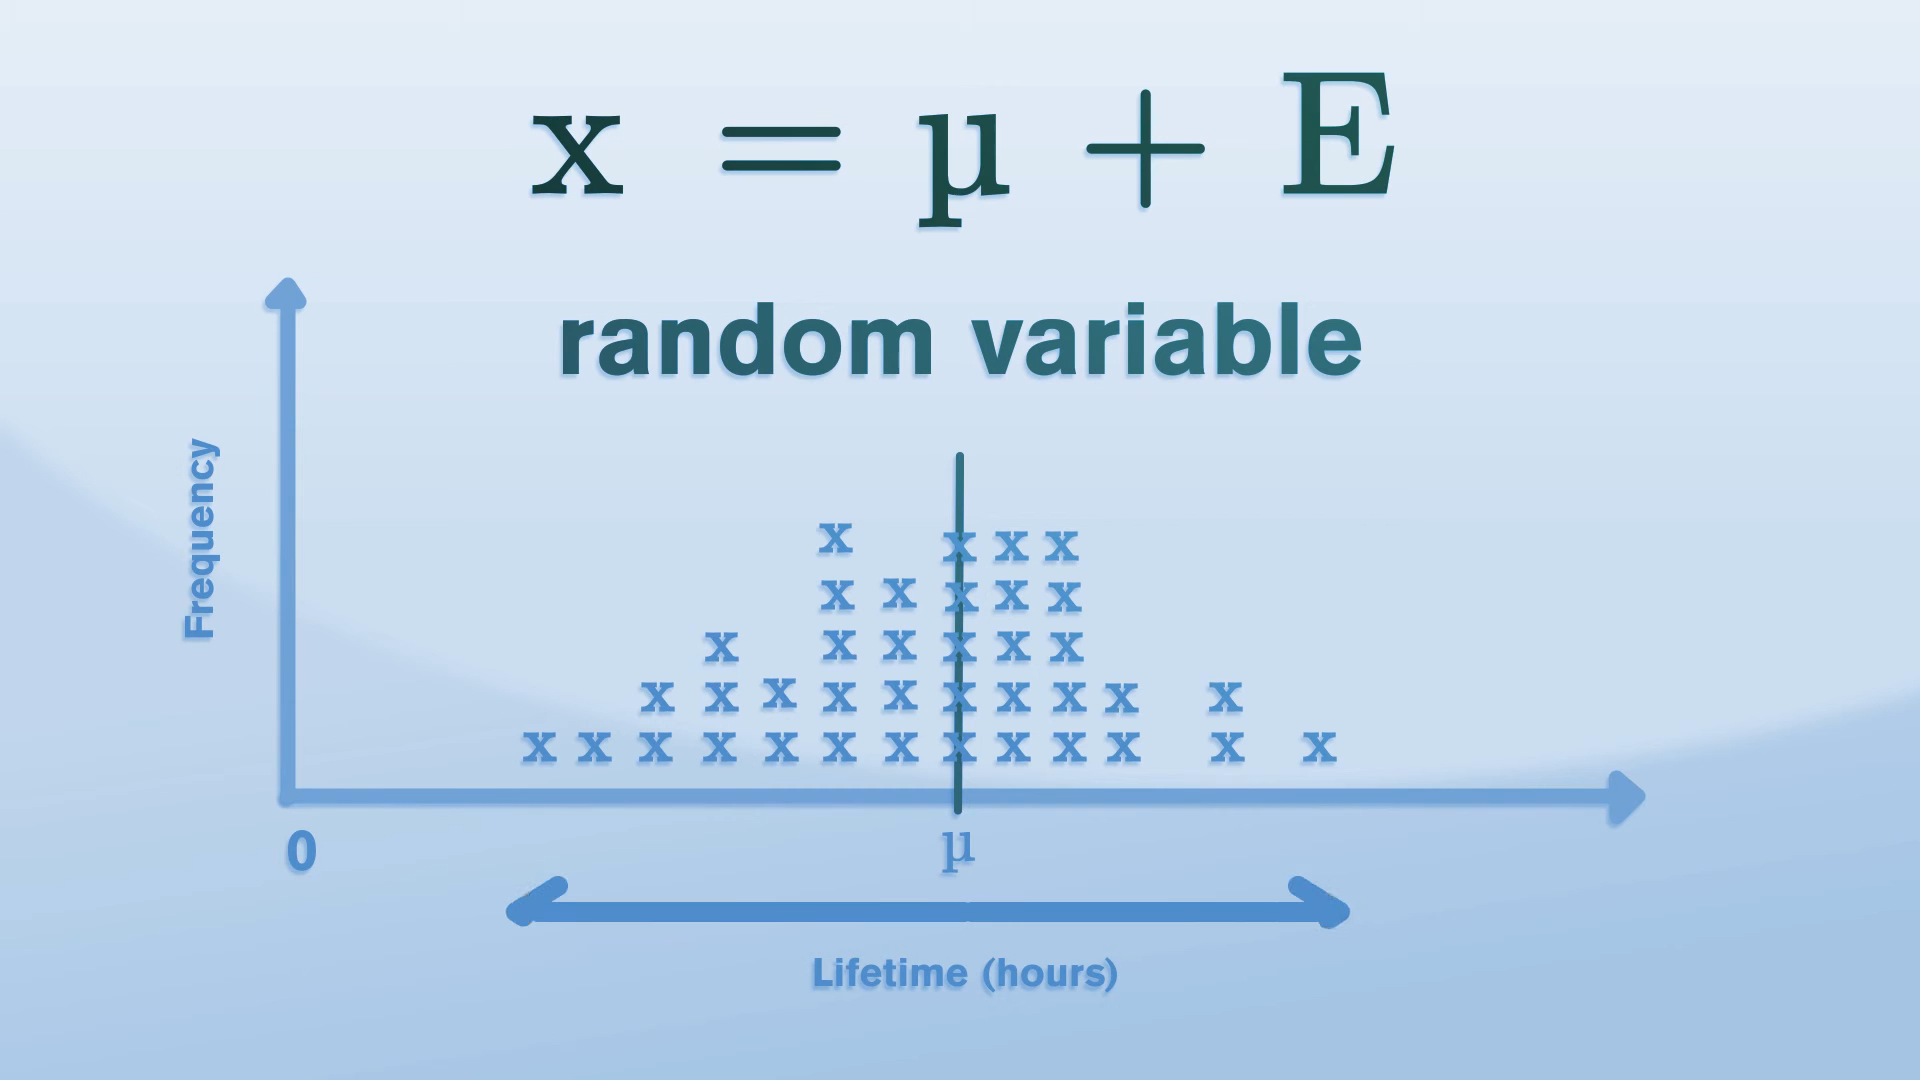 x = µ + E
random variable
Frequency
x
x x x
x x x x x
x x x x x x
x x x x x x x x x x
x x x x x x x x x x x x x
0
µ
Lifetime (hours)